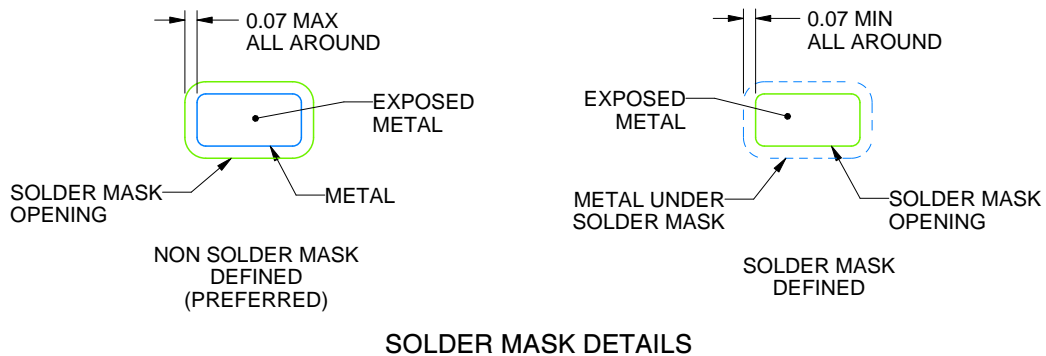 0.07 MAX
ALL AROUND
EXPOSED
METAL
SOLDER MASK
OPENING
METAL
NON SOLDER MASK
DEFINED
(PREFERRED)
0.07 MIN
ALL AROUND
EXPOSED
METAL
METAL UNDER
SOLDER MASK
SOLDER MASK
OPENING
SOLDER MASK
DEFINED
SOLDER MASK DETAILS